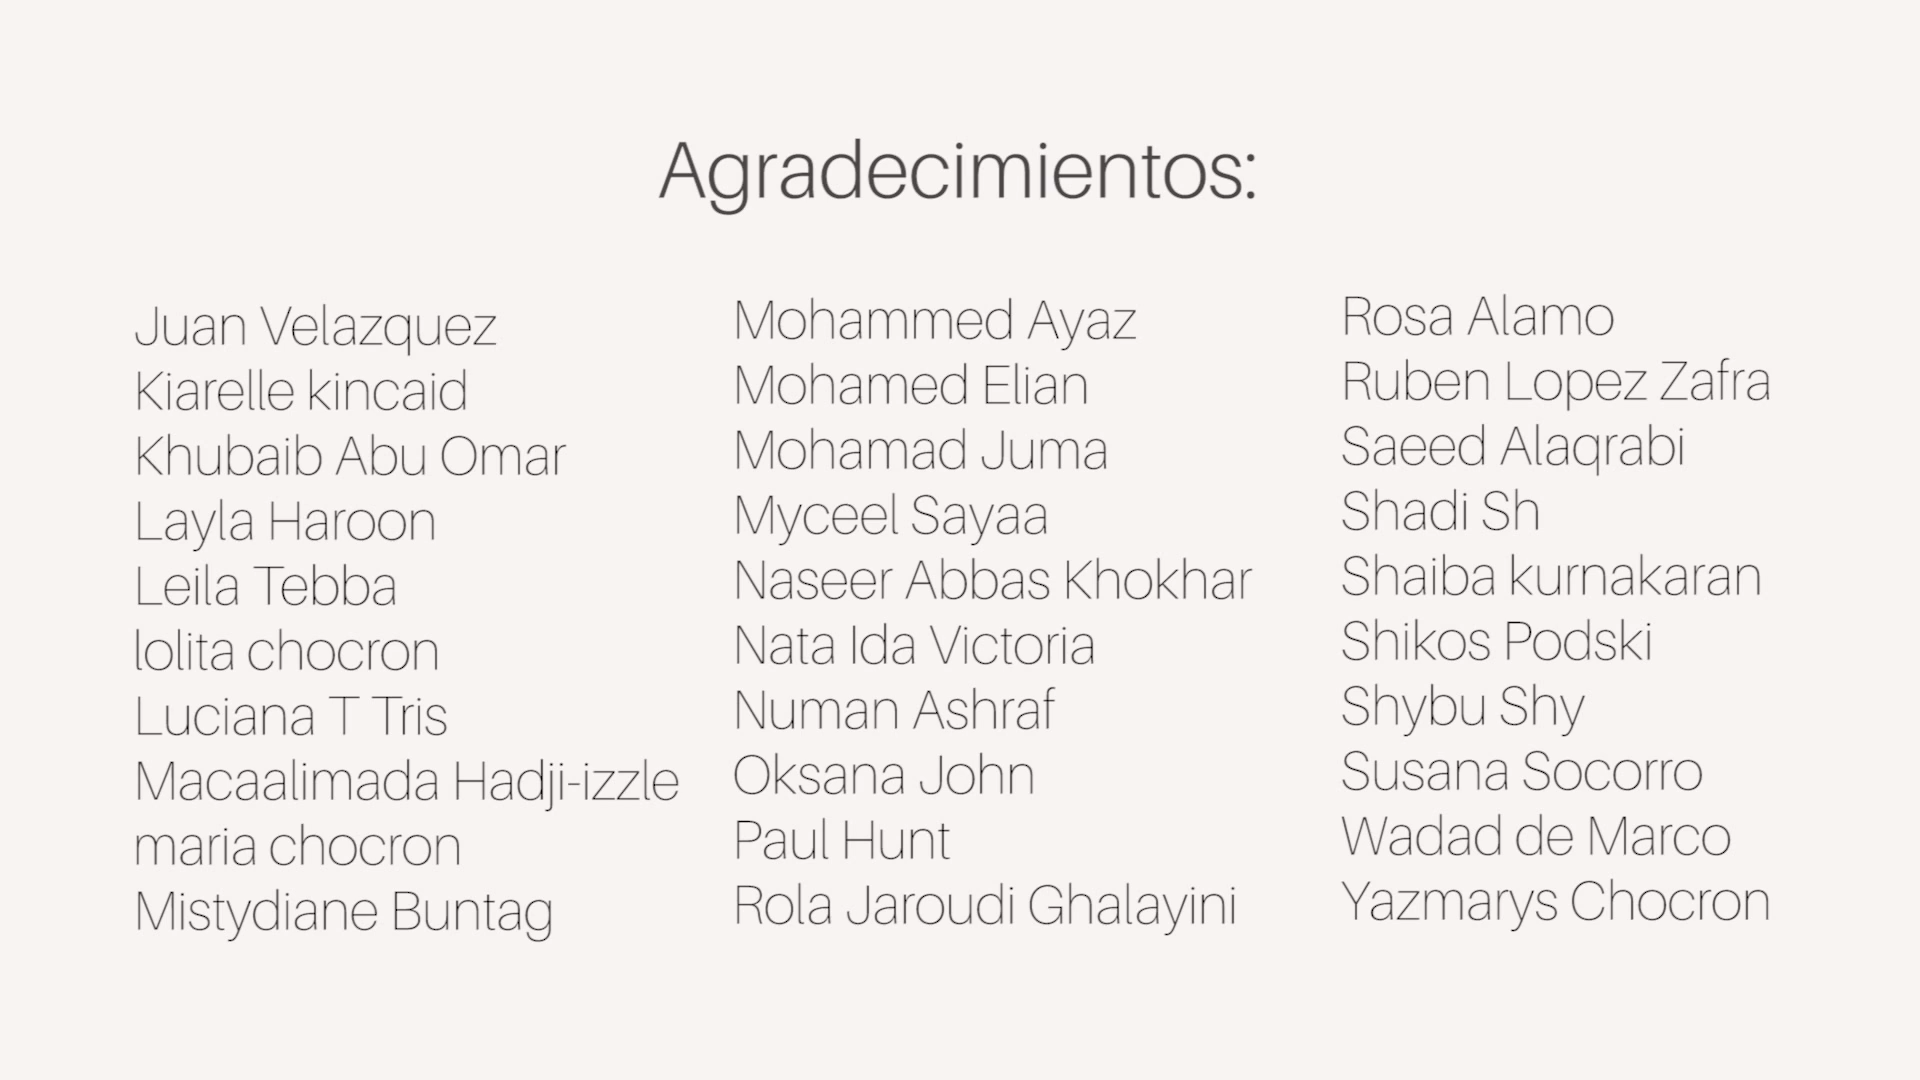 Agradecimientos:
Juan Velazquez
Kiarelle kincaid
Khubaib Abu Omar
Layla Haroon
Leila Tebba
lolita chocron
Luciana T Tris
Macaalimada Hadji-izzle
maria chocron
Mistydiane Buntag
Mohammed Ayaz
Mohamed Elian
Mohamad Juma
Myceel Sayaa
Naseer Abbas Khokhar
Nata Ida Victoria
Numan Ashraf
Oksana John
Paul Hunt
Rola Jaroudi Ghalayini
Rosa Alamo
Ruben Lopez Zafra
Saeed Alaqrabi
Shadi Sh
Shaiba kurnakaran
Shikos Podski
Shybu Shy
Susana Socorro
Wadad de Marco
Yazmarys Chocron